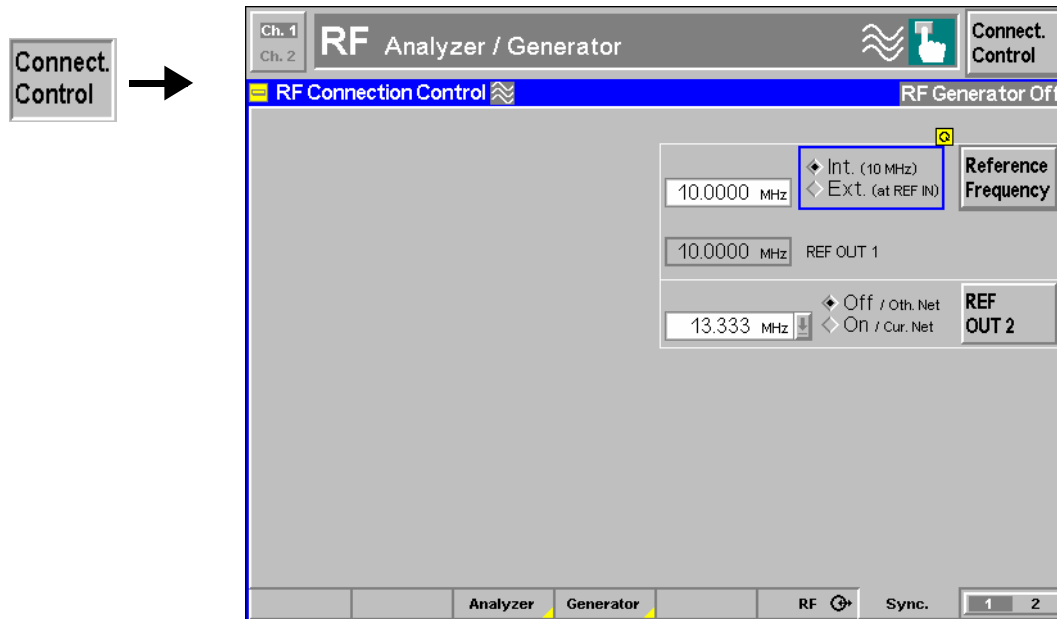 Connect.
Control
Ch. 1
Ch. 2
RF Analyzer / Generator
Connect.
Control
RF Connection Control
RF Generator Off
10.0000 MHz
Int. (10 MHz)
Ext. (at REF IN)
Reference
Frequency
10.0000 MHz REF OUT 1
13.333 MHz
Off / Oth. Net
On / Cur. Net
REF
OUT 2
Analyzer Generator RF Sync. 1 2